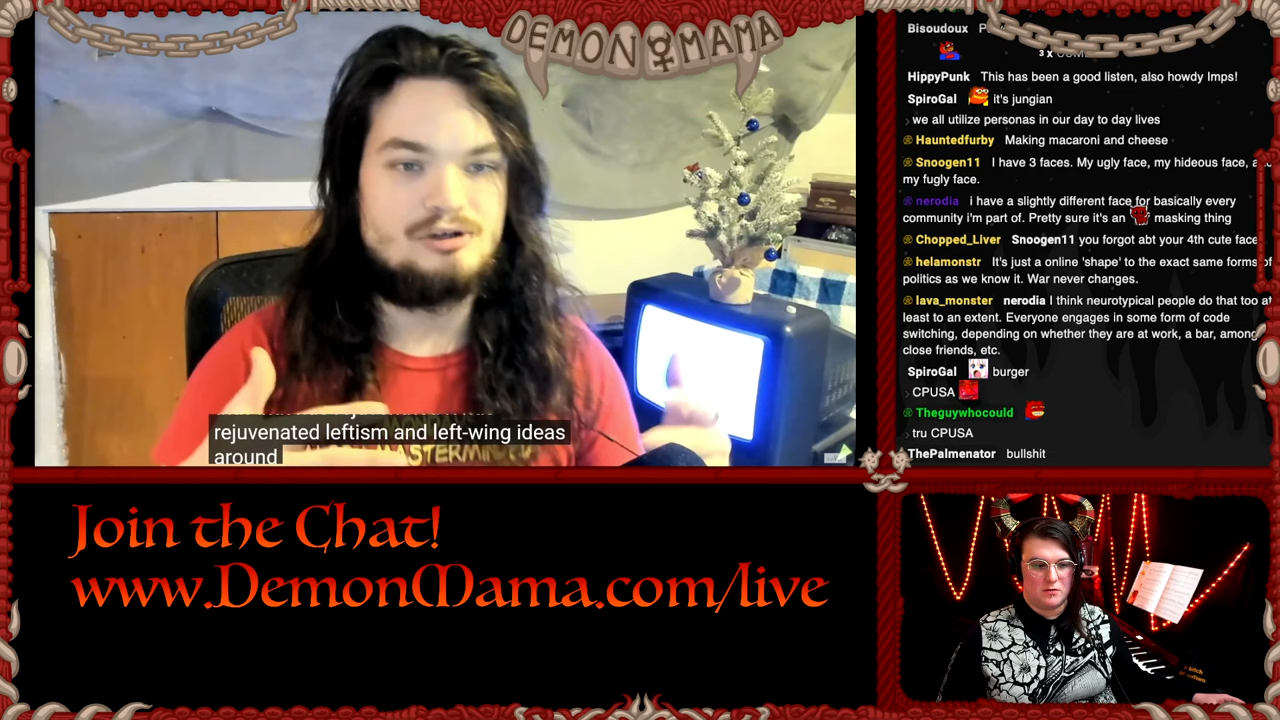 DEMON MAMA
rejuvenated leftism and left-wing ideas
around
MASTERMIND
Join the Chat!
www.DemonMama.com/live
Bisoudoux
3 x
HippyPunk This has been a good listen, also howdy Imps!
SpiroGal it's jungian
we all utilize personas in our day to day lives
Hauntedfurby Making macaroni and cheese
Snoogen11 I have 3 faces. My ugly face, my hideous face,
my fugly face.
nerodia i have a slightly different face for basically every
community i'm part of. Pretty sure it's an masking thing
Chopped_Liver Snoogen11 you forgot abt your 4th cute face
helamonstr It's just a online 'shape' to the exact same forms of
politics as we know it. War never changes.
lava_monster nerodia I think neurotypical people do that too at
least to an extent. Everyone engages in some form of code
switching, depending on whether they are at work, a bar, among
close friends, etc.
SpiroGal burger
CPUSA
Theguywhocould
tru CPUSA
ThePalmenator bullshit